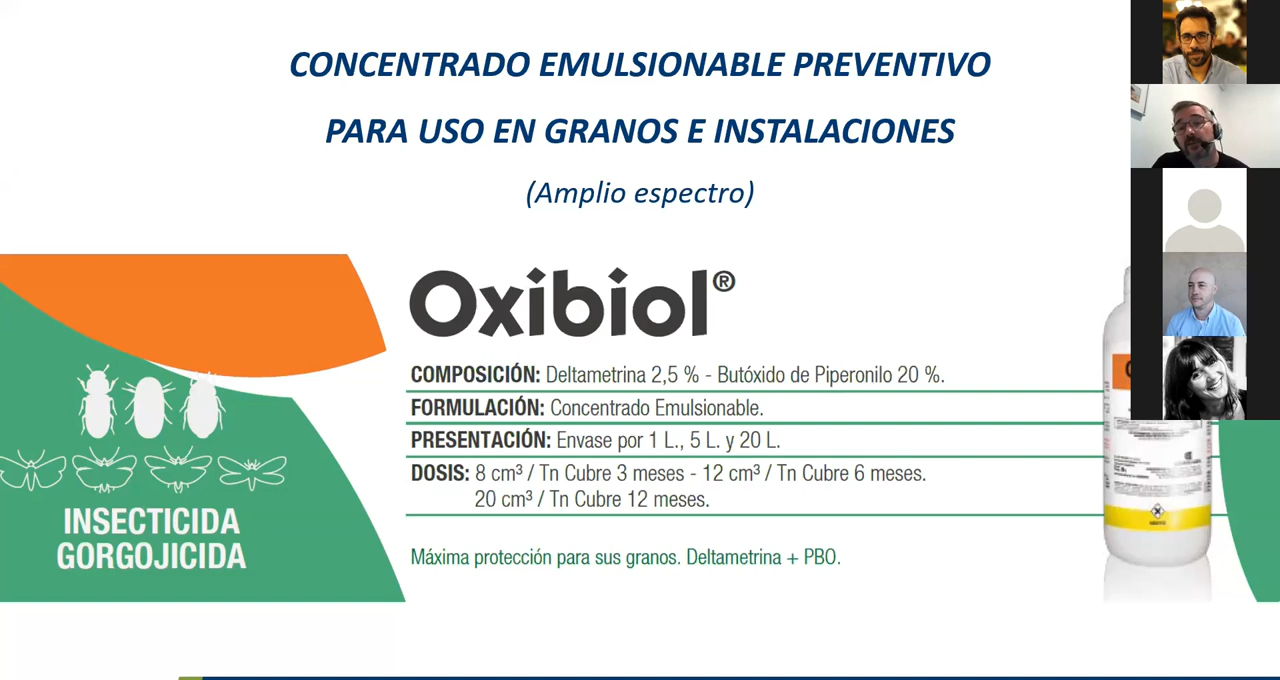 CONCENTRADO EMULSIONABLE PREVENTIVO
PARA USO EN GRANOS E INSTALACIONES
(Amplio espectro)
Oxibiol®
COMPOSICIÓN: Deltametrina 2,5 % - Butóxido de Piperonilo 20 %.
FORMULACIÓN: Concentrado Emulsionable.
PRESENTACIÓN: Envase por 1 L., 5 L. y 20 L.
DOSIS: 8 cm³ / Tn Cubre 3 meses - 12 cm³ / Tn Cubre 6 meses.
20 cm³ / Tn Cubre 12 meses.
INSECTICIDA
GORGOJICIDA
Máxima protección para sus granos. Deltametrina + PBO.